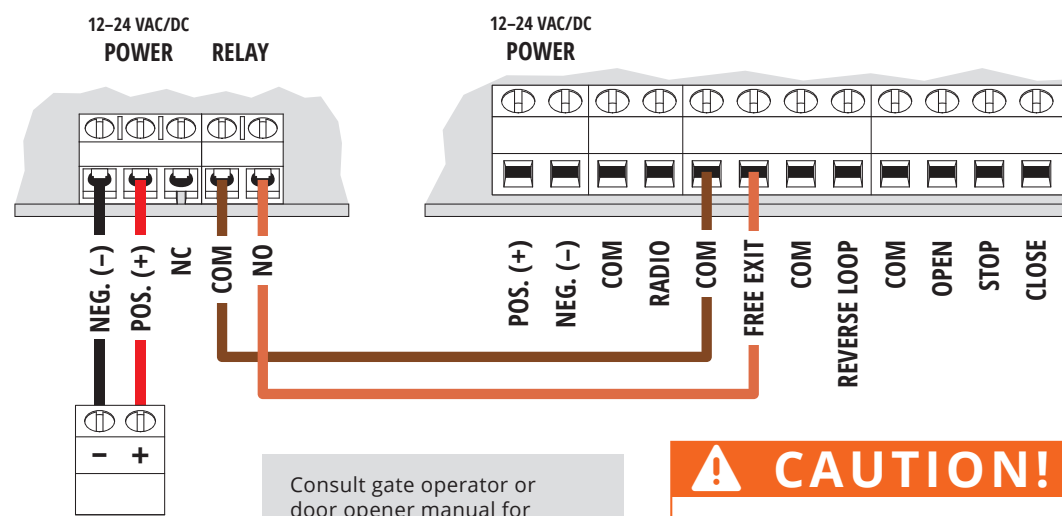 12–24 VAC/DC
POWER RELAY
NEG. (–)
POS. (+)
NC
COM
NO
– +
12–24 VAC/DC
POWER
POS. (+)
NEG. (–)
COM
RADIO
COM
FREE EXIT
COM
REVERSE LOOP
COM
OPEN
STOP
CLOSE
Consult gate operator or
door opener manual for
CAUTION!